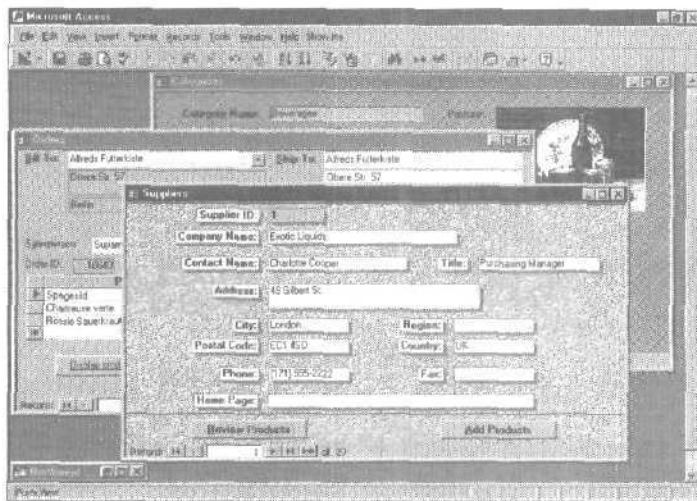 Microsoft Access
File Edit View Insert Format Records Tools Window Help Show Me
Categories
Category Name: Beverages Picture:
Orders
Bill To: Alfreds Futterkiste Ship To: Alfreds Futterkiste
Obere Str. 57 Obere Str. 57
Berlin
Suppliers
Supplier ID: 1
Company Name: Exotic Liquids
Contact Name: Charlotte Cooper Title: Purchasing Manager
Address: 49 Gilbert St.
City: London Region:
Postal Code: EC1 4SD Country: UK
Phone: (171) 555-2222 Fax:
Home Page:
Review Products Add Products
Record: 1 of 29
Salesperson: Suyam
Order ID: 10643
P
Spegesild
Chartreuse verte
Rössle Sauerkraut
Record:
Form View